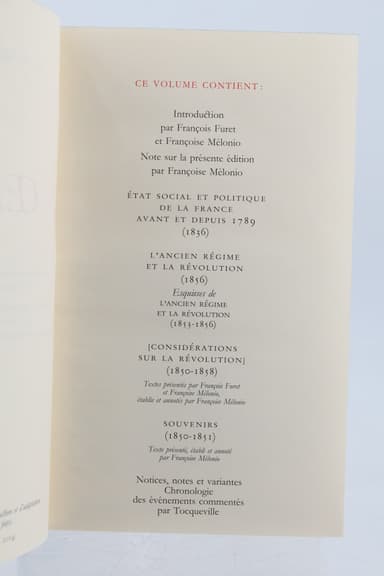 CE VOLUME CONTIENT :
Introduction
par François Furet
et Françoise Mélonio
Note sur la présente édition
par Françoise Mélonio
ÉTAT SOCIAL ET POLITIQUE
DE LA FRANCE
AVANT ET DEPUIS 1789
(1836)
L'ANCIEN RÉGIME
ET LA RÉVOLUTION
(1856)
Esquisses de
L'ANCIEN RÉGIME
ET LA RÉVOLUTION
(1853-1856)
[CONSIDÉRATIONS
SUR LA RÉVOLUTION]
(1850-1858)
Textes présentés par François Furet
et Françoise Mélonio,
établis et annotés par Françoise Mélonio
SOUVENIRS
(1850-1851)
Texte présenté, établi et annoté
par Françoise Mélonio
Notices, notes et variantes
Chronologie
des événements commentés
par Tocqueville